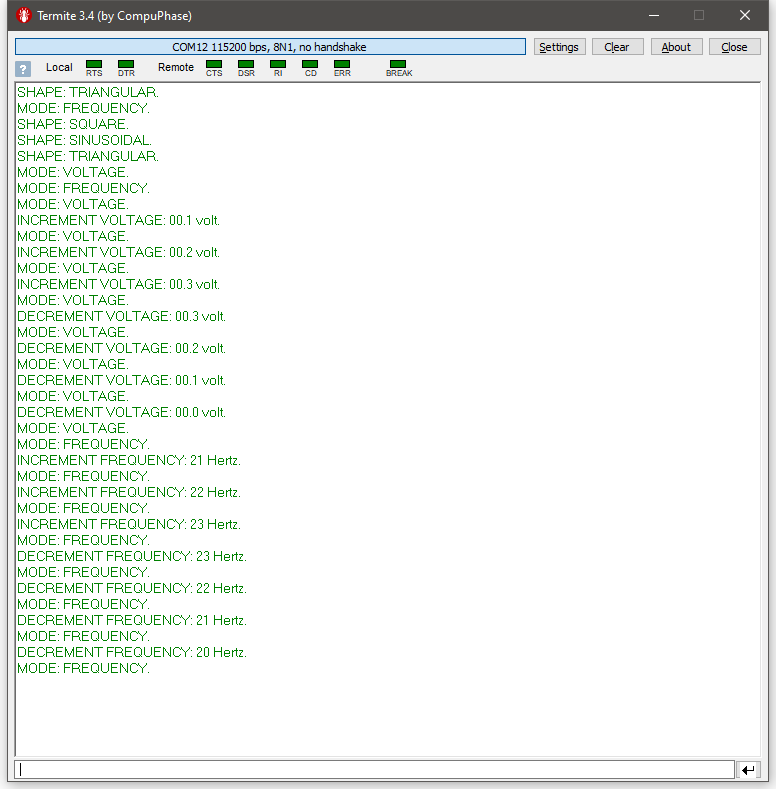 Termite 3.4 (by CompuPhase)
COM12 115200 bps, 8N1, no handshake
Settings
Clear
About
Close
?
Local
RTS
DTR
Remote
CTS
DSR
RI
CD
ERR
BREAK
SHAPE: TRIANGULAR.
MODE: FREQUENCY.
SHAPE: SQUARE.
SHAPE: SINUSOIDAL.
SHAPE: TRIANGULAR.
MODE: VOLTAGE.
MODE: FREQUENCY.
MODE: VOLTAGE.
INCREMENT VOLTAGE: 00.1 volt.
MODE: VOLTAGE.
INCREMENT VOLTAGE: 00.2 volt.
MODE: VOLTAGE.
INCREMENT VOLTAGE: 00.3 volt.
MODE: VOLTAGE.
DECREMENT VOLTAGE: 00.3 volt.
MODE: VOLTAGE.
DECREMENT VOLTAGE: 00.2 volt.
MODE: VOLTAGE.
DECREMENT VOLTAGE: 00.1 volt.
MODE: VOLTAGE.
DECREMENT VOLTAGE: 00.0 volt.
MODE: VOLTAGE.
MODE: FREQUENCY.
INCREMENT FREQUENCY: 21 Hertz.
MODE: FREQUENCY.
INCREMENT FREQUENCY: 22 Hertz.
MODE: FREQUENCY.
INCREMENT FREQUENCY: 23 Hertz.
MODE: FREQUENCY.
DECREMENT FREQUENCY: 23 Hertz.
MODE: FREQUENCY.
DECREMENT FREQUENCY: 22 Hertz.
MODE: FREQUENCY.
DECREMENT FREQUENCY: 21 Hertz.
MODE: FREQUENCY.
DECREMENT FREQUENCY: 20 Hertz.
MODE: FREQUENCY.